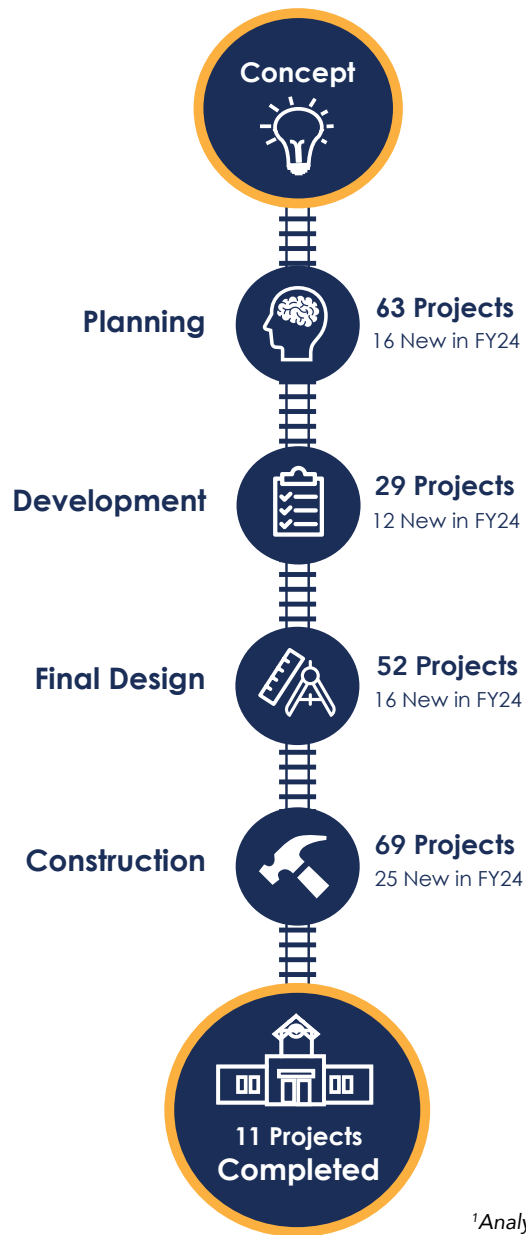 Concept
Planning
63 Projects
16 New in FY24
Development
29 Projects
12 New in FY24
Final Design
52 Projects
16 New in FY24
Construction
69 Projects
25 New in FY24
11 Projects
Completed